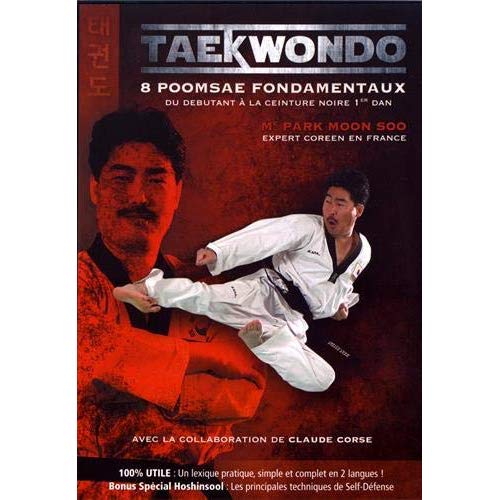 태권도
TAEKWONDO
8 POOMSAE FONDAMENTAUX
DU DEBUTANT À LA CEINTURE NOIRE 1ER DAN
Me PARK MOON SOO
EXPERT COREEN EN FRANCE
AVEC LA COLLABORATION DE CLAUDE CORSE
100% UTILE : Un lexique pratique, simple et complet en 2 langues !
Bonus Spécial Hoshinsool : Les principales techniques de Self-Défense